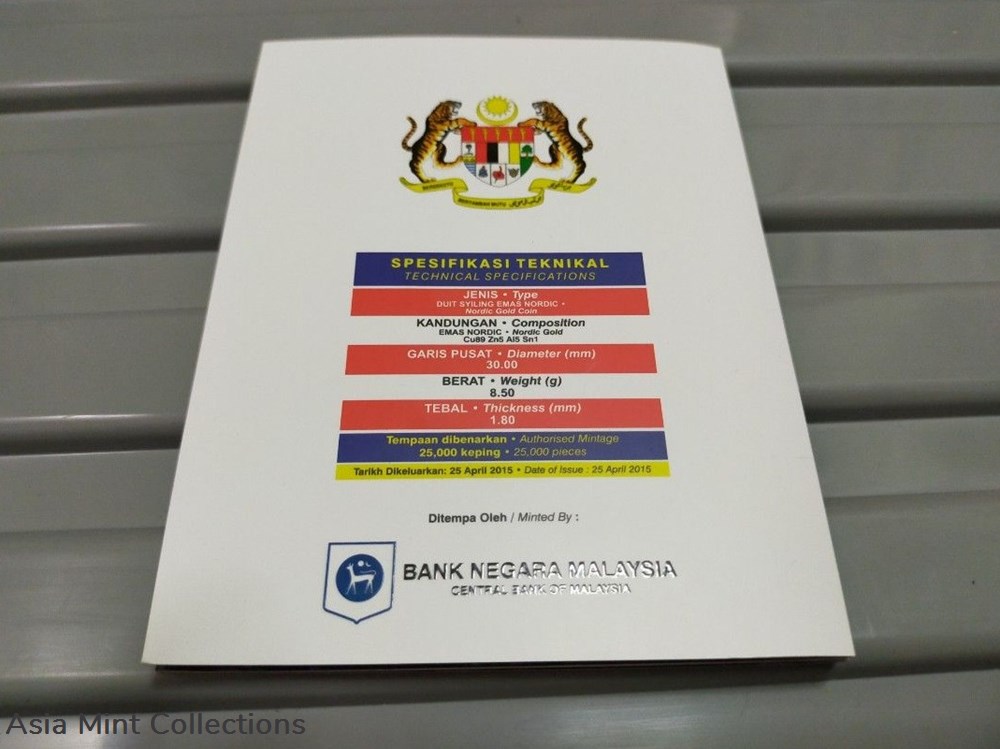 SPESIFIKASI TEKNIKAL
TECHNICAL SPECIFICATIONS
JENIS • Type
DUIT SYILING EMAS NORDIC •
Nordic Gold Coin
KANDUNGAN • Composition
EMAS NORDIC • Nordic Gold
Cu89 Zn5 Al5 Sn1
GARIS PUSAT • Diameter (mm)
30.00
BERAT • Weight (g)
8.50
TEBAL • Thickness (mm)
1.80
Tempaan dibenarkan • Authorised Mintage
25,000 keping • 25,000 pieces
Tarikh Dikeluarkan: 25 April 2015 • Date of Issue : 25 April 2015
Ditempa Oleh / Minted By :
BANK NEGARA MALAYSIA
CENTRAL BANK OF MALAYSIA
Asia Mint Collections